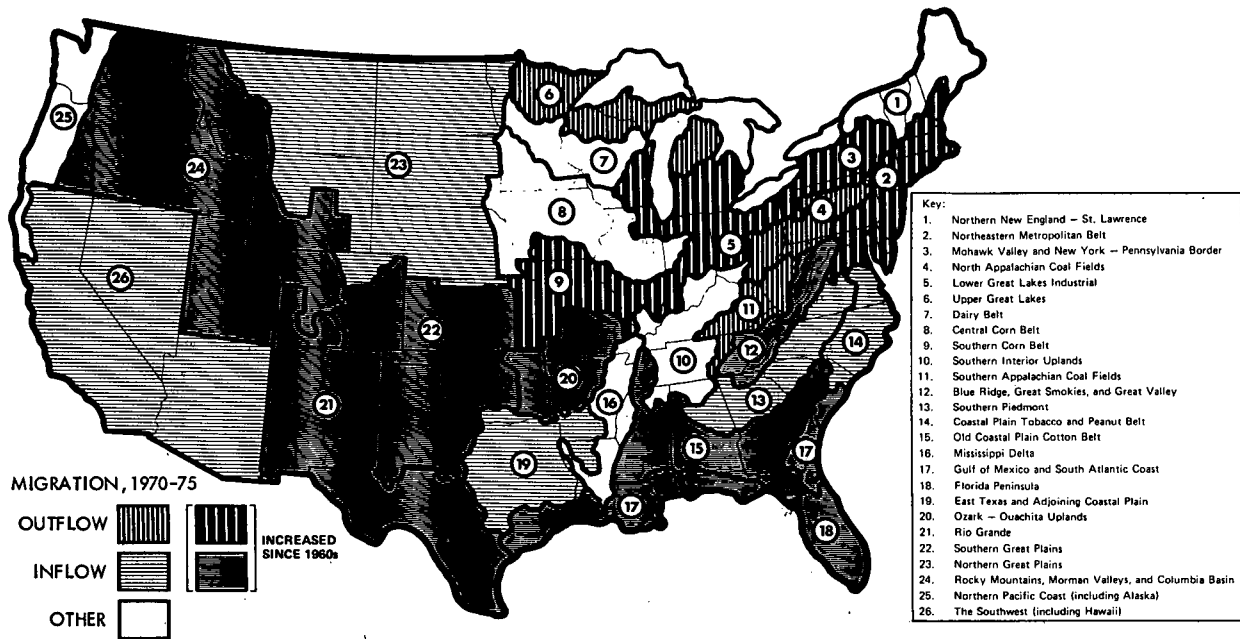 1
2
3
4
5
6
7
8
9
10
11
12
13
14
15
16
17
17
18
19
20
21
22
23
24
25
26
MIGRATION, 1970-75
OUTFLOW
INFLOW
OTHER
INCREASED
SINCE 1960s
Key:
1. Northern New England – St. Lawrence
2. Northeastern Metropolitan Belt
3. Mohawk Valley and New York – Pennsylvania Border
4. North Appalachian Coal Fields
5. Lower Great Lakes Industrial
6. Upper Great Lakes
7. Dairy Belt
8. Central Corn Belt
9. Southern Corn Belt
10. Southern Interior Uplands
11. Southern Appalachian Coal Fields
12. Blue Ridge, Great Smokies, and Great Valley
13. Southern Piedmont
14. Coastal Plain Tobacco and Peanut Belt
15. Old Coastal Plain Cotton Belt
16. Mississippi Delta
17. Gulf of Mexico and South Atlantic Coast
18. Florida Peninsula
19. East Texas and Adjoining Coastal Plain
20. Ozark – Ouachita Uplands
21. Rio Grande
22. Southern Great Plains
23. Northern Great Plains
24. Rocky Mountains, Morman Valleys, and Columbia Basin
25. Northern Pacific Coast (including Alaska)
26. The Southwest (including Hawaii)